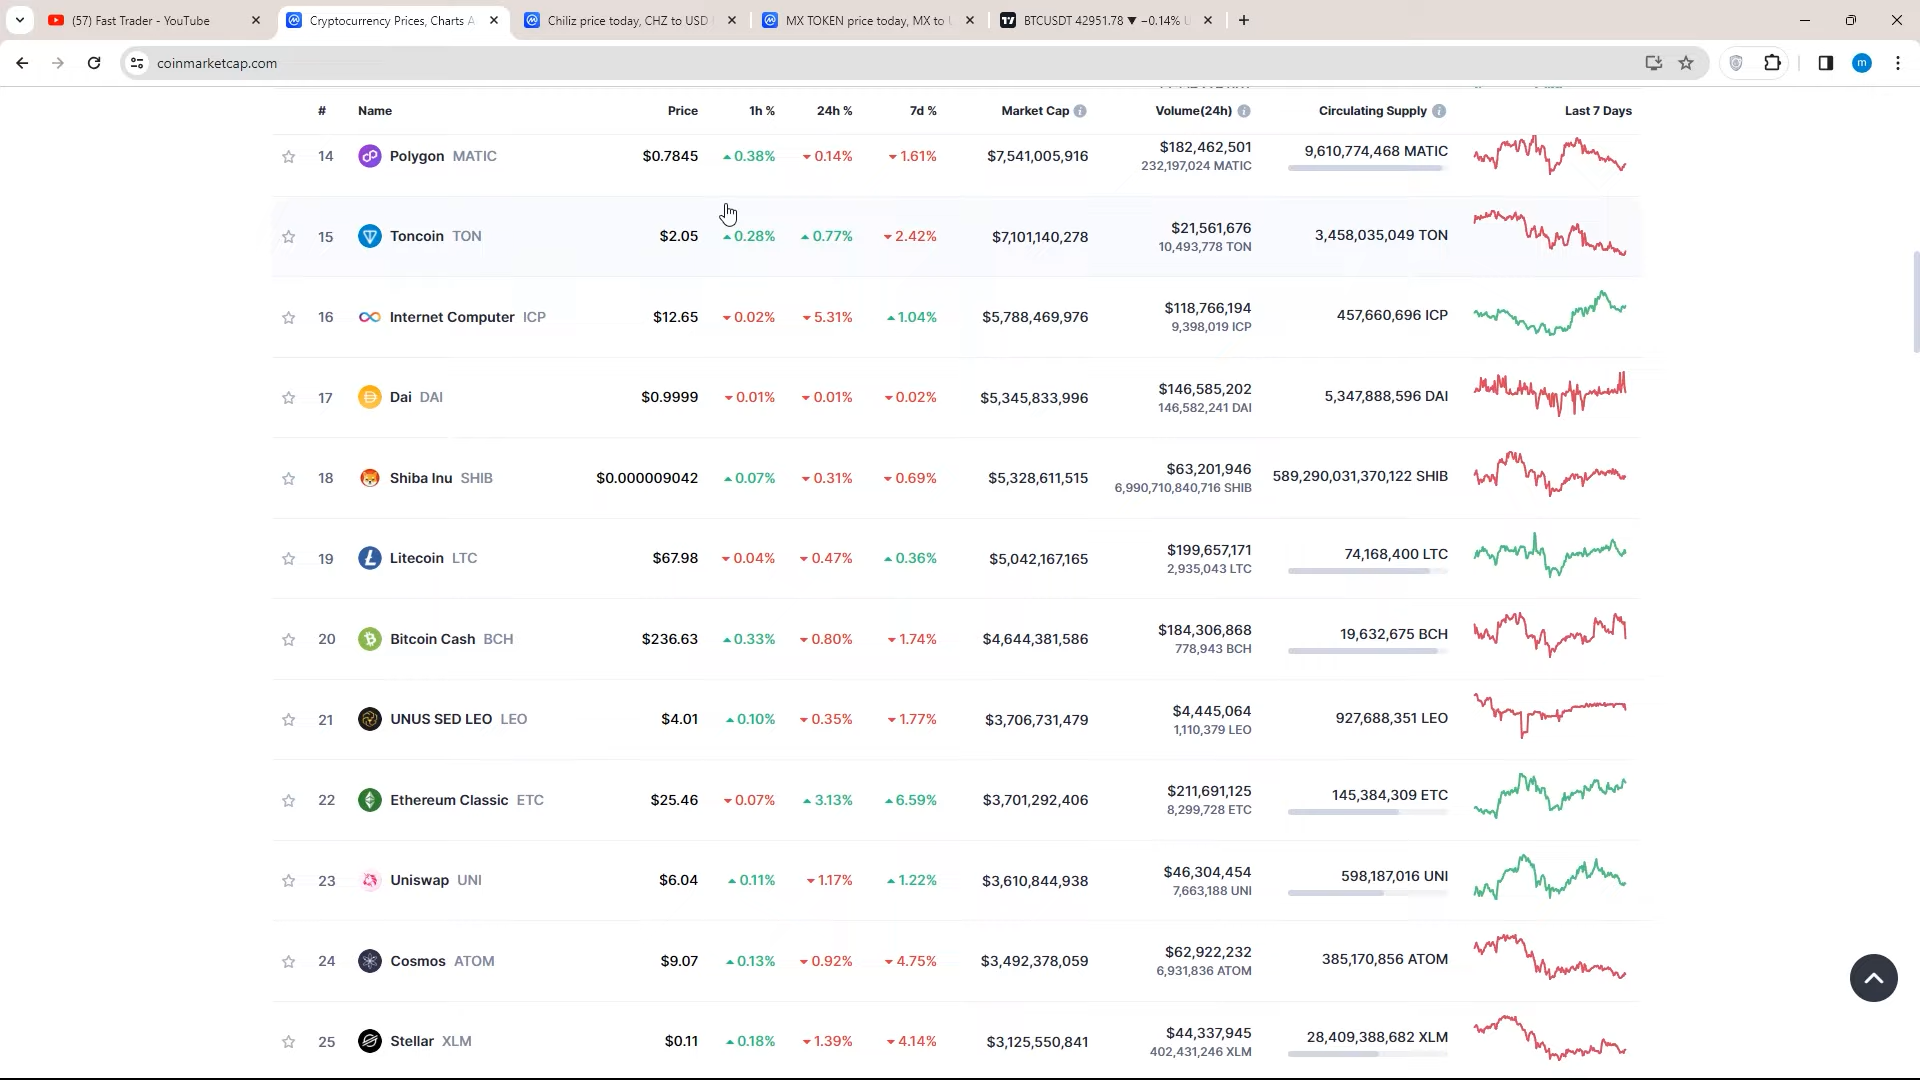 (57) Fast Trader - YouTube
Cryptocurrency Prices, Charts A
Chiliz price today, CHZ to USD
MX TOKEN price today, MX to U
BTCUSDT 42951.78 ▼ −0.14% U
coinmarketcap.com
m
# Name Price 1h % 24h % 7d % Market Cap Volume(24h) Circulating Supply Last 7 Days
14 Polygon MATIC $0.7845 0.38% 0.14% 1.61% $7,541,005,916 $182,462,501 9,610,774,468 MATIC
232,197,024 MATIC
15 Toncoin TON $2.05 0.28% 0.77% 2.42% $7,101,140,278 $21,561,676 3,458,035,049 TON
10,493,778 TON
16 Internet Computer ICP $12.65 0.02% 5.31% 1.04% $5,788,469,976 $118,766,194 457,660,696 ICP
9,398,019 ICP
17 Dai DAI $0.9999 0.01% 0.01% 0.02% $5,345,833,996 $146,585,202 5,347,888,596 DAI
146,582,241 DAI
18 Shiba Inu SHIB $0.000009042 0.07% 0.31% 0.69% $5,328,611,515 $63,201,946 589,290,031,370,122 SHIB
6,990,710,840,716 SHIB
19 Litecoin LTC $67.98 0.04% 0.47% 0.36% $5,042,167,165 $199,657,171 74,168,400 LTC
2,935,043 LTC
20 Bitcoin Cash BCH $236.63 0.33% 0.80% 1.74% $4,644,381,586 $184,306,868 19,632,675 BCH
778,943 BCH
21 UNUS SED LEO LEO $4.01 0.10% 0.35% 1.77% $3,706,731,479 $4,445,064 927,688,351 LEO
1,110,379 LEO
22 Ethereum Classic ETC $25.46 0.07% 3.13% 6.59% $3,701,292,406 $211,691,125 145,384,309 ETC
8,299,728 ETC
23 Uniswap UNI $6.04 0.11% 1.17% 1.22% $3,610,844,938 $46,304,454 598,187,016 UNI
7,663,188 UNI
24 Cosmos ATOM $9.07 0.13% 0.92% 4.75% $3,492,378,059 $62,922,232 385,170,856 ATOM
6,931,836 ATOM
25 Stellar XLM $0.11 0.18% 1.39% 4.14% $3,125,550,841 $44,337,945 28,409,388,682 XLM
402,431,246 XLM